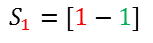 S₁ = [1 − 1]